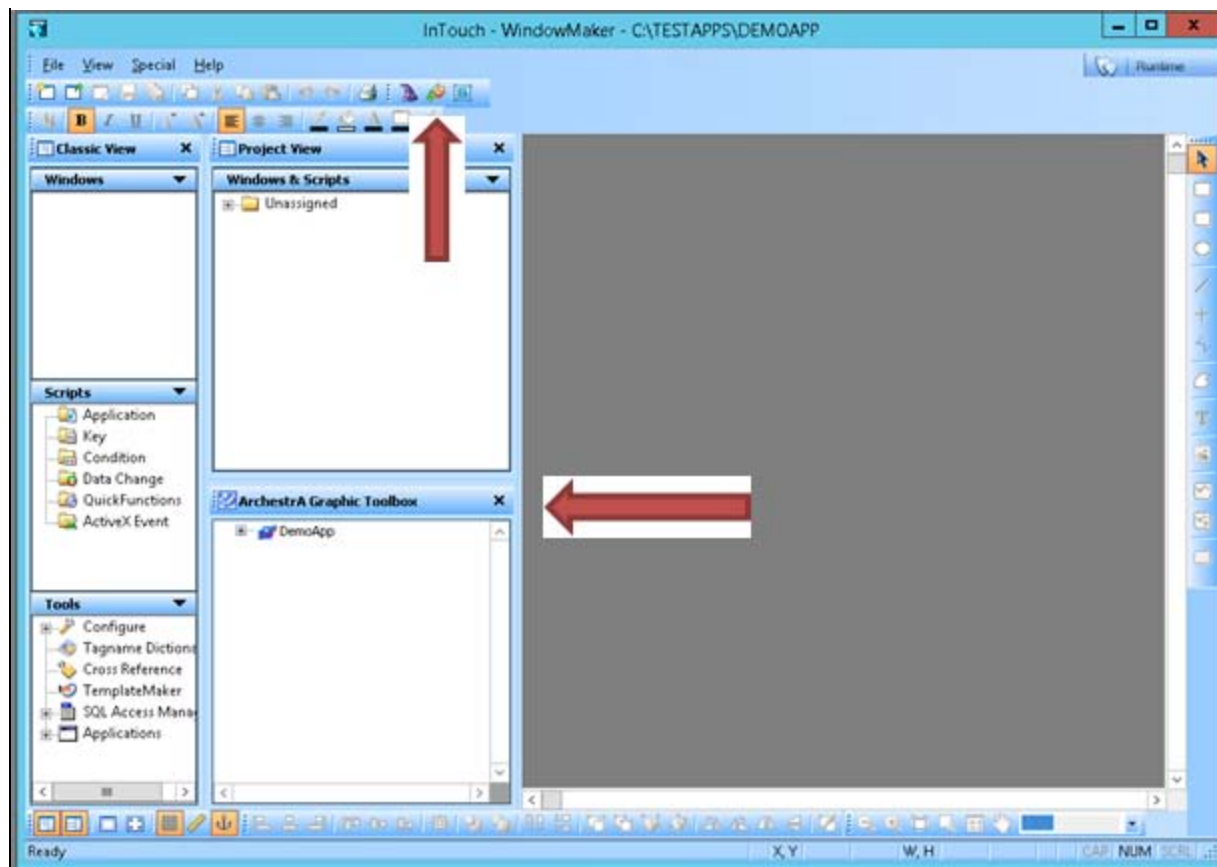 InTouch - WindowMaker - C:\TESTAPPS\DEMOAPP
File View Special Help
Runtime
B I U
Classic View
Project View
Windows
Windows & Scripts
Unassigned
Scripts
Application
Key
Condition
Data Change
QuickFunctions
ActiveX Event
ArchestrA Graphic Toolbox
DemoApp
Tools
Configure
Tagname Dictiona
Cross Reference
TemplateMaker
SQL Access Mana
Applications
Ready
X, Y
W, H
CAP NUM SCRL